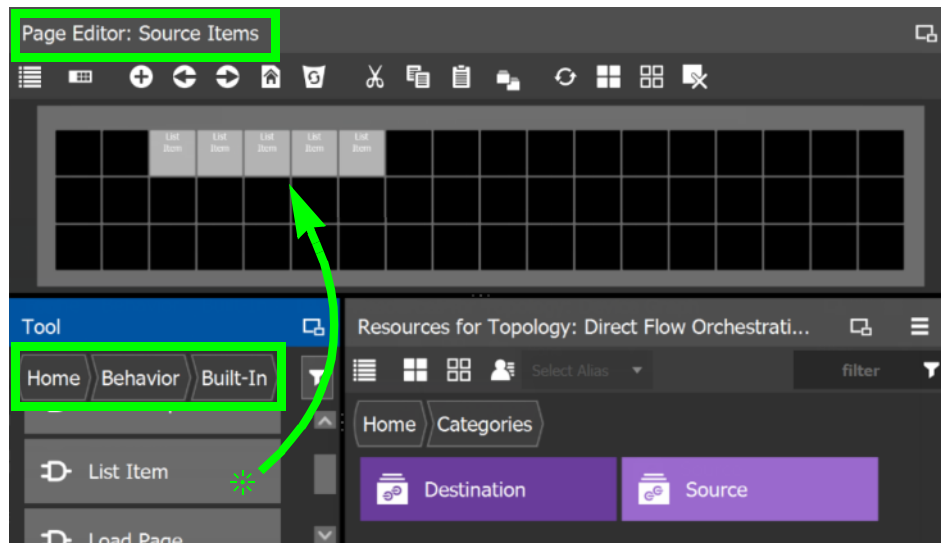 Page Editor: Source Items
List Item List Item List Item List Item List Item
Tool
Home Behavior Built-In
List Item
Load Page
Resources for Topology: Direct Flow Orchestrati...
Select Alias
filter
Home Categories
Destination
Source